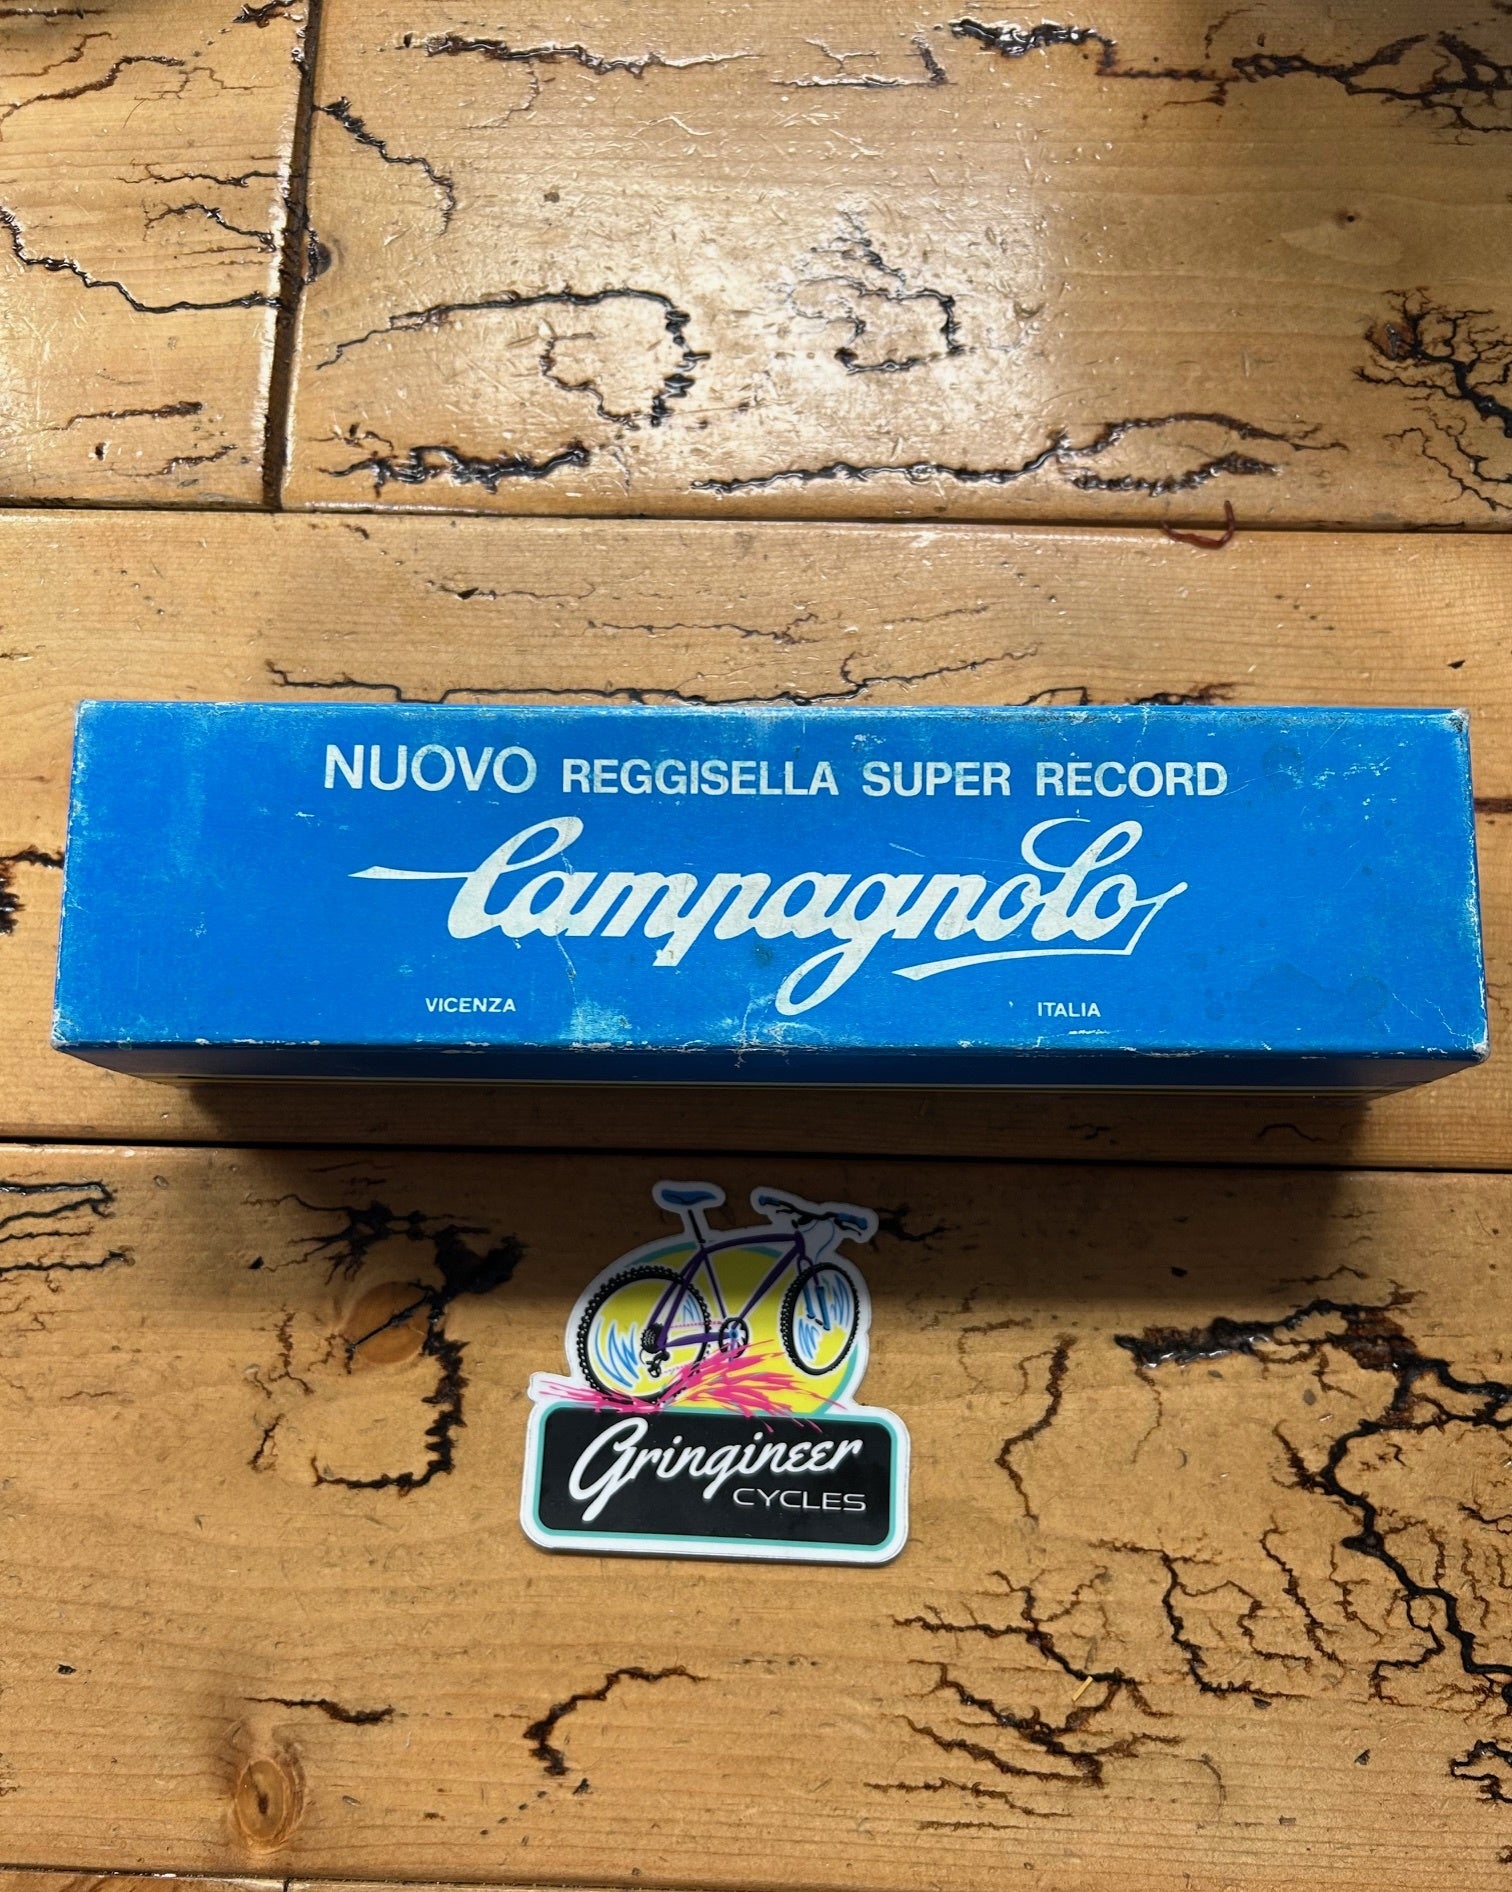 NUOVO REGGISELLA SUPER RECORD
Campagnolo
VICENZA ITALIA
Gringineer
CYCLES